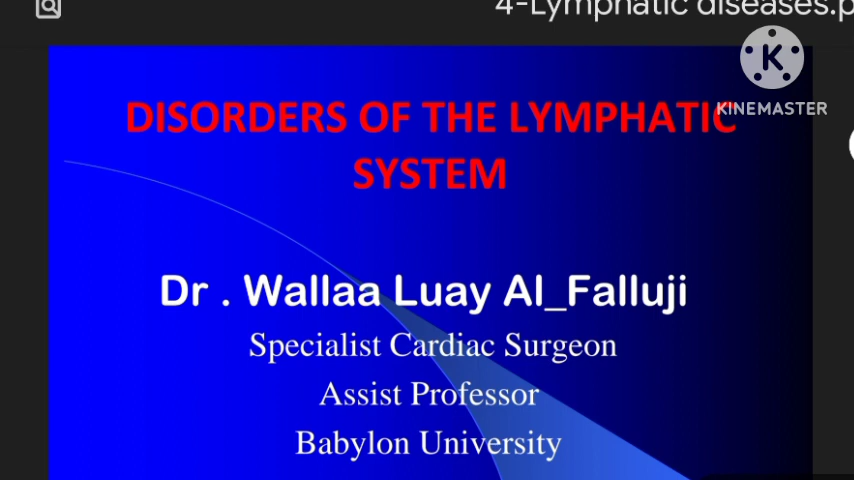 4-Lymphatic diseases.p
KINEMASTER
DISORDERS OF THE LYMPHATIC
SYSTEM
Dr . Wallaa Luay Al_Falluji
Specialist Cardiac Surgeon
Assist Professor
Babylon University